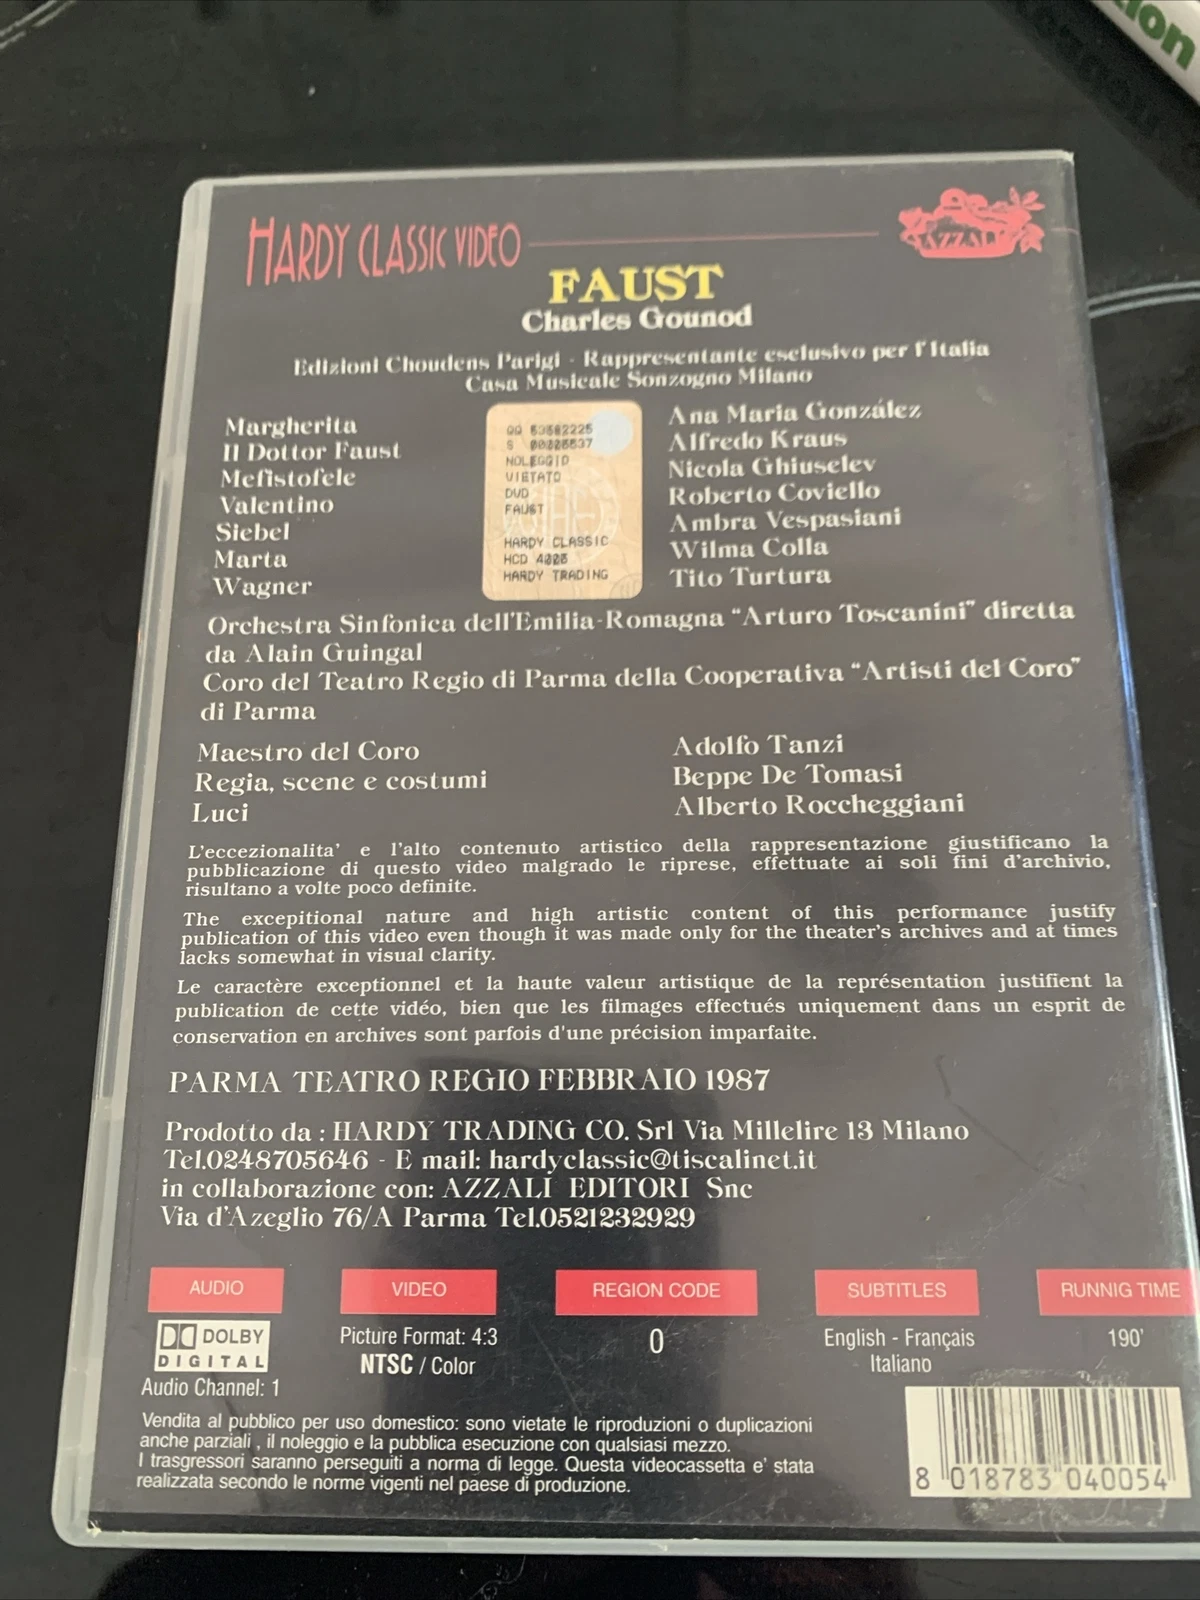 ion
HARDY CLASSIC VIDEO
AZZALI
FAUST
Charles Gounod
Edizioni Choudens Parigi - Rappresentante esclusivo per l'Italia
Casa Musicale Sonzogno Milano
Margherita Ana Maria González
Il Dottor Faust Alfredo Kraus
Mefistofele Nicola Ghiuselev
Valentino Roberto Coviello
Siebel Ambra Vespasiani
Marta Wilma Colla
Wagner Tito Turtura
QQ 53582225
S
NOLEGGIO
VIETATO
DVD
FAUST
HARDY CLASSIC
HCD
HARDY TRADING
Orchestra Sinfonica dell'Emilia-Romagna "Arturo Toscanini" diretta
da Alain Guingal
Coro del Teatro Regio di Parma della Cooperativa "Artisti del Coro"
di Parma
Maestro del Coro Adolfo Tanzi
Regia, scene e costumi Beppe De Tomasi
Luci Alberto Roccheggiani
L'eccezionalita' e l'alto contenuto artistico della rappresentazione giustificano la
pubblicazione di questo video malgrado le riprese, effettuate ai soli fini d'archivio,
risultano a volte poco definite.
The excepitional nature and high artistic content of this performance justify
publication of this video even though it was made only for the theater's archives and at times
lacks somewhat in visual clarity.
Le caractère exceptionnel et la haute valeur artistique de la représentation justifient la
publication de cette vidéo, bien que les filmages effectués uniquement dans un esprit de
conservation en archives sont parfois d'une précision imparfaite.
PARMA TEATRO REGIO FEBBRAIO 1987
Prodotto da : HARDY TRADING CO. Srl Via Millelire 13 Milano
Tel.0248705646 - E mail: hardyclassic@tiscalinet.it
in collaborazione con: AZZALI EDITORI Snc
Via d'Azeglio 76/A Parma Tel.0521232929
AUDIO VIDEO REGION CODE SUBTITLES RUNNIG TIME
DOLBY
DIGITAL
Audio Channel: 1
Picture Format: 4:3
NTSC / Color
0
English - Français
Italiano
190'
Vendita al pubblico per uso domestico: sono vietate le riproduzioni o duplicazioni
anche parziali , il noleggio e la pubblica esecuzione con qualsiasi mezzo.
I trasgressori saranno perseguiti a norma di legge. Questa videocassetta e' stata
realizzata secondo le norme vigenti nel paese di produzione.
8 018783 040054